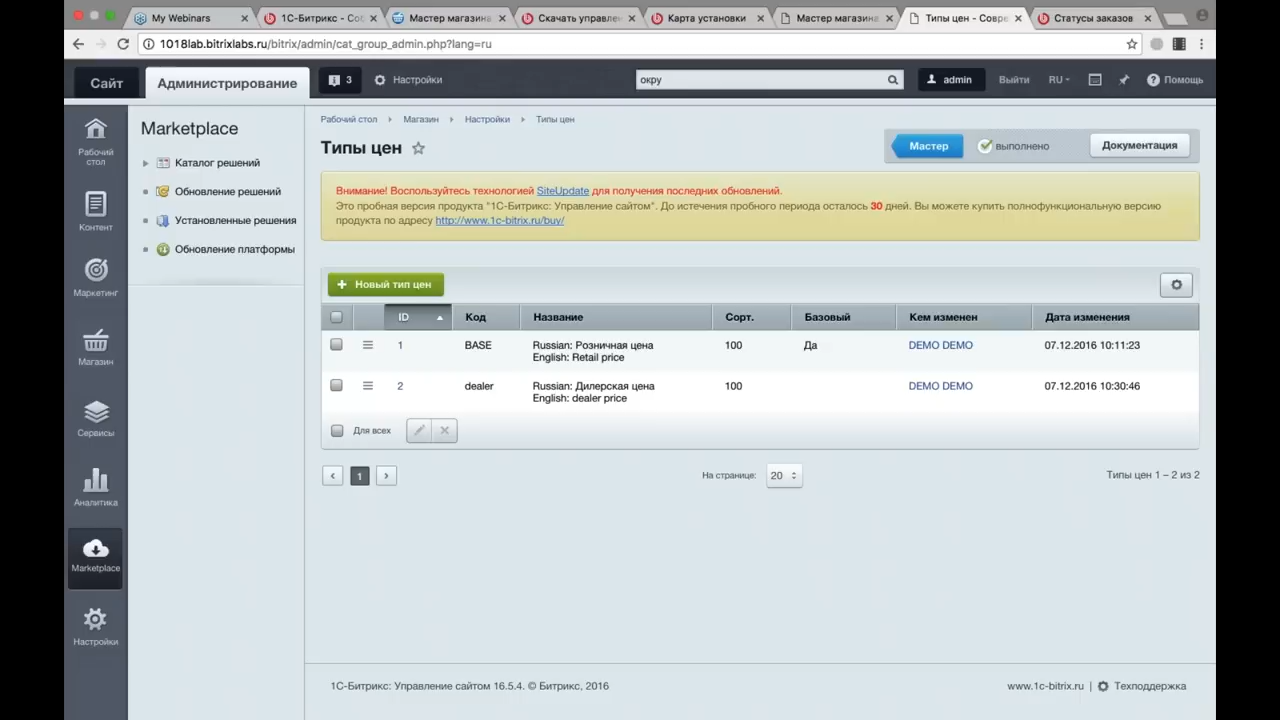 My Webinars
1С-Битрикс - Соб
Мастер магазина
Скачать управлен
Карта установки
Мастер магазина
Типы цен - Совре
Статусы заказов
1018lab.bitrixlabs.ru/bitrix/admin/cat_group_admin.php?lang=ru
Сайт
Администрирование
3
Настройки
окру
admin
Выйти
RU
Помощь
Рабочий стол
Контент
Маркетинг
Магазин
Сервисы
Аналитика
Marketplace
Настройки
Marketplace
Каталог решений
Обновление решений
Установленные решения
Обновление платформы
Рабочий стол
Магазин
Настройки
Типы цен
Типы цен
Мастер
выполнено
Документация
Внимание! Воспользуйтесь технологией SiteUpdate для получения последних обновлений.
Это пробная версия продукта "1С-Битрикс: Управление сайтом". До истечения пробного периода осталось 30 дней. Вы можете купить полнофункциональную версию
продукта по адресу http://www.1c-bitrix.ru/buy/
Новый тип цен
ID Код Название Сорт. Базовый Кем изменен Дата изменения
1 BASE Russian: Розничная цена 100 Да DEMO DEMO 07.12.2016 10:11:23
English: Retail price
2 dealer Russian: Дилерская цена 100 DEMO DEMO 07.12.2016 10:30:46
English: dealer price
Для всех
1
На странице: 20
Типы цен 1 – 2 из 2
1С-Битрикс: Управление сайтом 16.5.4. © Битрикс, 2016
www.1c-bitrix.ru | Техподдержка